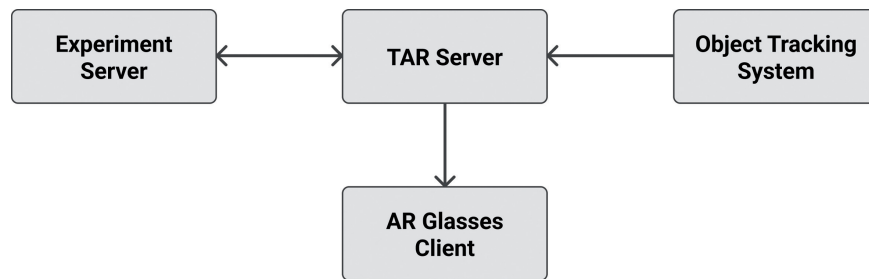 Experiment
Server
TAR Server
Object Tracking
System
AR Glasses
Client